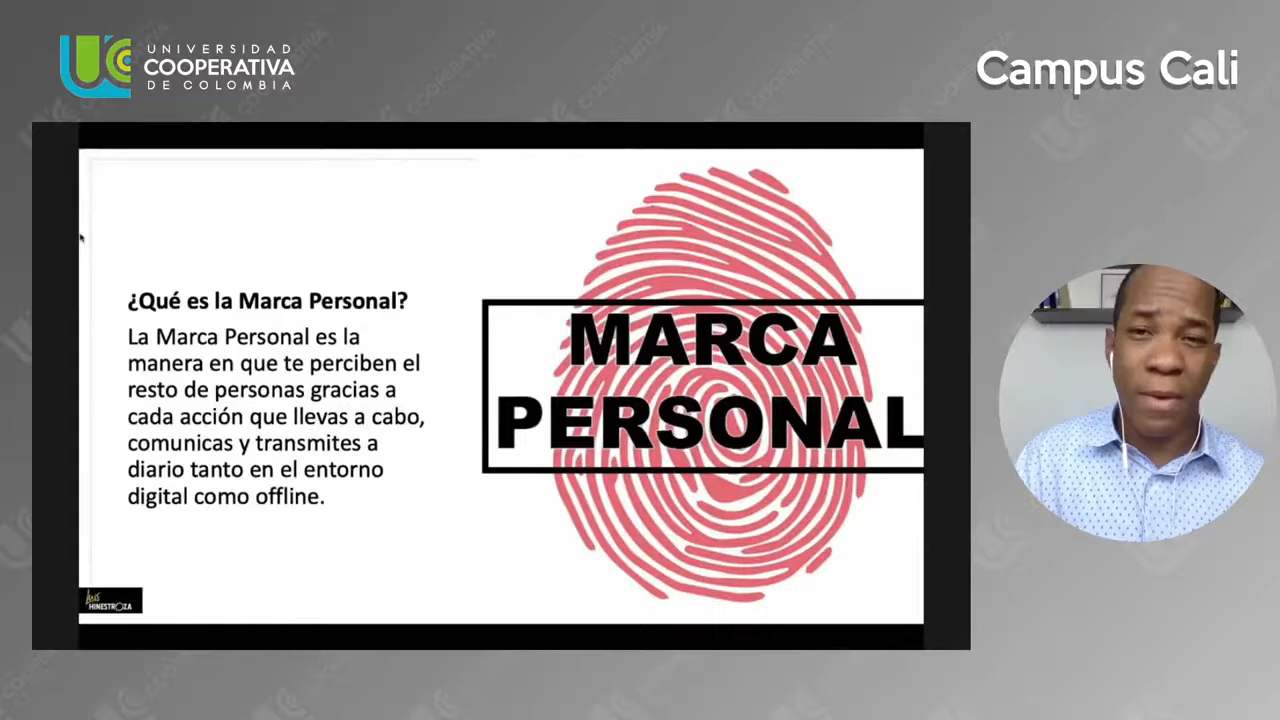 UNIVERSIDAD
COOPERATIVA
DE COLOMBIA
Campus Cali
¿Qué es la Marca Personal?
La Marca Personal es la
manera en que te perciben el
resto de personas gracias a
cada acción que llevas a cabo,
comunicas y transmites a
diario tanto en el entorno
digital como offline.
MARCA
PERSONAL
HINESTROZA